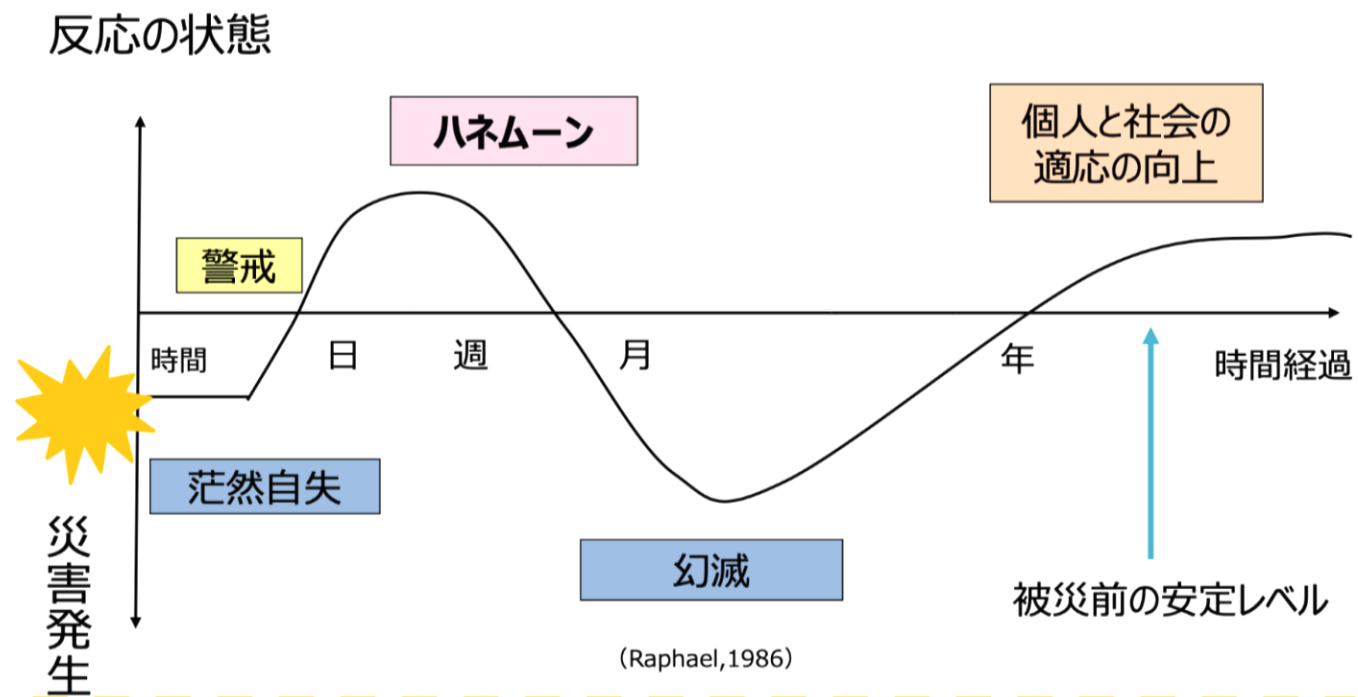 反応の状態
ハネムーン
個人と社会の
適応の向上
警戒
時間
日
週
月
年
時間経過
茫然自失
災害発生
幻滅
被災前の安定レベル
（Raphael,1986）